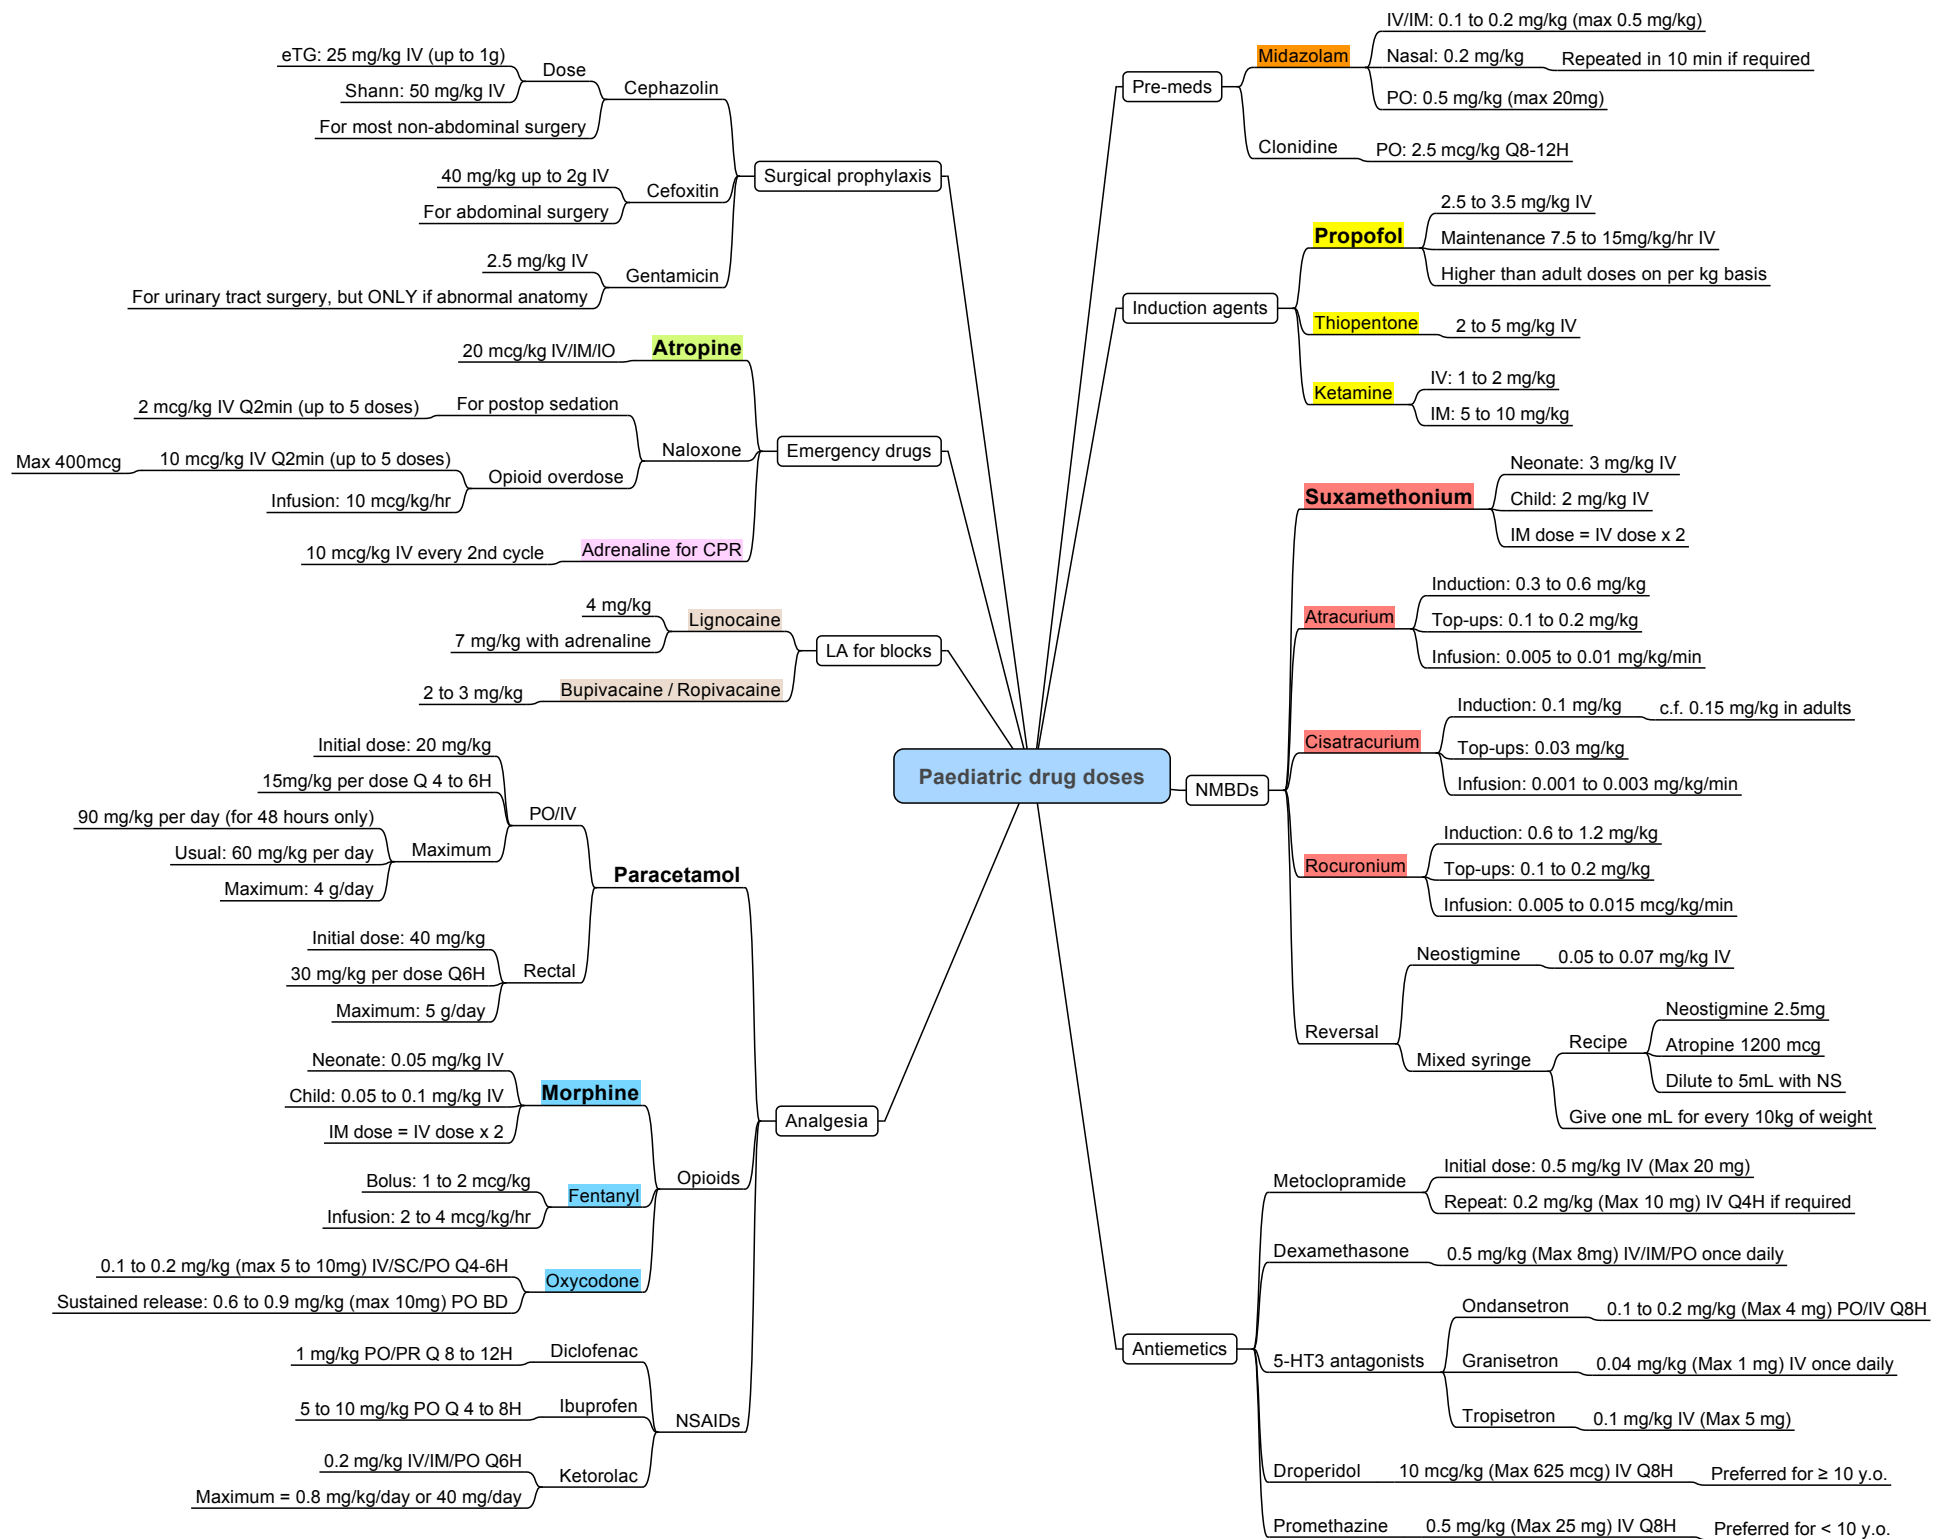 Paediatric drug doses
Pre-meds
Midazolam
IV/IM: 0.1 to 0.2 mg/kg (max 0.5 mg/kg)
Nasal: 0.2 mg/kg
Repeated in 10 min if required
PO: 0.5 mg/kg (max 20mg)
Clonidine
PO: 2.5 mcg/kg Q8-12H
Induction agents
Propofol
2.5 to 3.5 mg/kg IV
Maintenance 7.5 to 15mg/kg/hr IV
Higher than adult doses on per kg basis
Thiopentone
2 to 5 mg/kg IV
Ketamine
IV: 1 to 2 mg/kg
IM: 5 to 10 mg/kg
NMBDs
Suxamethonium
Neonate: 3 mg/kg IV
Child: 2 mg/kg IV
IM dose = IV dose x 2
Atracurium
Induction: 0.3 to 0.6 mg/kg
Top-ups: 0.1 to 0.2 mg/kg
Infusion: 0.005 to 0.01 mg/kg/min
Cisatracurium
Induction: 0.1 mg/kg
c.f. 0.15 mg/kg in adults
Top-ups: 0.03 mg/kg
Infusion: 0.001 to 0.003 mg/kg/min
Rocuronium
Induction: 0.6 to 1.2 mg/kg
Top-ups: 0.1 to 0.2 mg/kg
Infusion: 0.005 to 0.015 mcg/kg/min
Reversal
Neostigmine
0.05 to 0.07 mg/kg IV
Mixed syringe
Recipe
Neostigmine 2.5mg
Atropine 1200 mcg
Dilute to 5mL with NS
Give one mL for every 10kg of weight
Antiemetics
Metoclopramide
Initial dose: 0.5 mg/kg IV (Max 20 mg)
Repeat: 0.2 mg/kg (Max 10 mg) IV Q4H if required
Dexamethasone
0.5 mg/kg (Max 8mg) IV/IM/PO once daily
5-HT3 antagonists
Ondansetron
0.1 to 0.2 mg/kg (Max 4 mg) PO/IV Q8H
Granisetron
0.04 mg/kg (Max 1 mg) IV once daily
Tropisetron
0.1 mg/kg IV (Max 5 mg)
Droperidol
10 mcg/kg (Max 625 mcg) IV Q8H
Preferred for ≥ 10 y.o.
Promethazine
0.5 mg/kg (Max 25 mg) IV Q8H
Preferred for < 10 y.o.
Surgical prophylaxis
Cephazolin
Dose
eTG: 25 mg/kg IV (up to 1g)
Shann: 50 mg/kg IV
For most non-abdominal surgery
Cefoxitin
40 mg/kg up to 2g IV
For abdominal surgery
Gentamicin
2.5 mg/kg IV
For urinary tract surgery, but ONLY if abnormal anatomy
Emergency drugs
Atropine
20 mcg/kg IV/IM/IO
Naloxone
For postop sedation
2 mcg/kg IV Q2min (up to 5 doses)
Opioid overdose
10 mcg/kg IV Q2min (up to 5 doses)
Max 400mcg
Infusion: 10 mcg/kg/hr
Adrenaline for CPR
10 mcg/kg IV every 2nd cycle
LA for blocks
Lignocaine
4 mg/kg
7 mg/kg with adrenaline
Bupivacaine / Ropivacaine
2 to 3 mg/kg
Analgesia
Paracetamol
PO/IV
Initial dose: 20 mg/kg
15mg/kg per dose Q 4 to 6H
Maximum
90 mg/kg per day (for 48 hours only)
Usual: 60 mg/kg per day
Maximum: 4 g/day
Rectal
Initial dose: 40 mg/kg
30 mg/kg per dose Q6H
Maximum: 5 g/day
Opioids
Morphine
Neonate: 0.05 mg/kg IV
Child: 0.05 to 0.1 mg/kg IV
IM dose = IV dose x 2
Fentanyl
Bolus: 1 to 2 mcg/kg
Infusion: 2 to 4 mcg/kg/hr
Oxycodone
0.1 to 0.2 mg/kg (max 5 to 10mg) IV/SC/PO Q4-6H
Sustained release: 0.6 to 0.9 mg/kg (max 10mg) PO BD
NSAIDs
Diclofenac
1 mg/kg PO/PR Q 8 to 12H
Ibuprofen
5 to 10 mg/kg PO Q 4 to 8H
Ketorolac
0.2 mg/kg IV/IM/PO Q6H
Maximum = 0.8 mg/kg/day or 40 mg/day